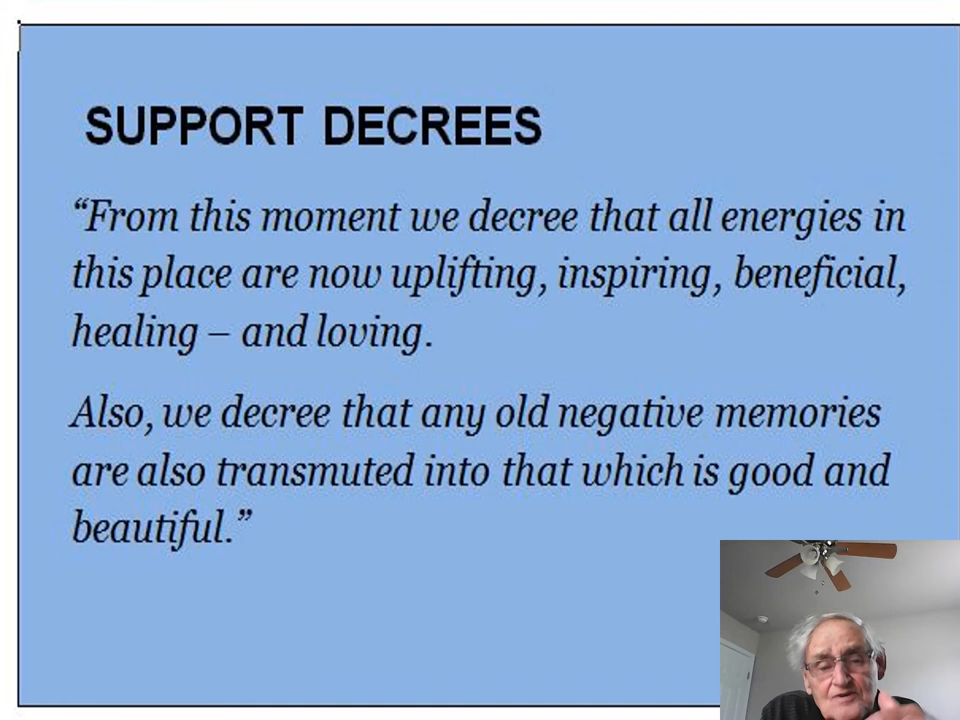 SUPPORT DECREES
“From this moment we decree that all energies in
this place are now uplifting, inspiring, beneficial,
healing – and loving.
Also, we decree that any old negative memories
are also transmuted into that which is good and
beautiful.”